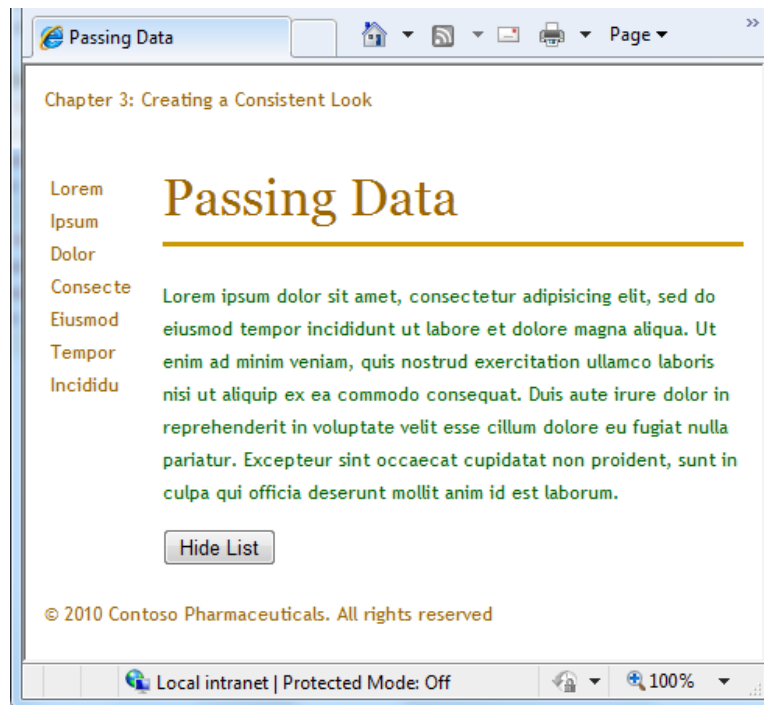 Passing Data
Page
»
Chapter 3: Creating a Consistent Look
Lorem
Ipsum
Dolor
Consecte
Eiusmod
Tempor
Incididu
Passing Data
Lorem ipsum dolor sit amet, consectetur adipisicing elit, sed do
eiusmod tempor incididunt ut labore et dolore magna aliqua. Ut
enim ad minim veniam, quis nostrud exercitation ullamco laboris
nisi ut aliquip ex ea commodo consequat. Duis aute irure dolor in
reprehenderit in voluptate velit esse cillum dolore eu fugiat nulla
pariatur. Excepteur sint occaecat cupidatat non proident, sunt in
culpa qui officia deserunt mollit anim id est laborum.
Hide List
© 2010 Contoso Pharmaceuticals. All rights reserved
Local intranet | Protected Mode: Off
100%